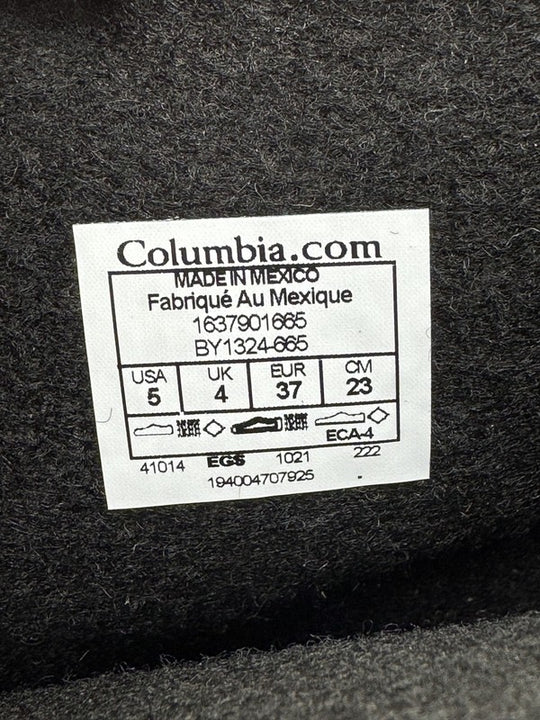 Columbia.com
MADE IN MEXICO
Fabriqué Au Mexique
1637901665
BY1324-665
USA UK EUR CM
5 4 37 23
ECA-4
41014 EGS 1021 222
194004707925